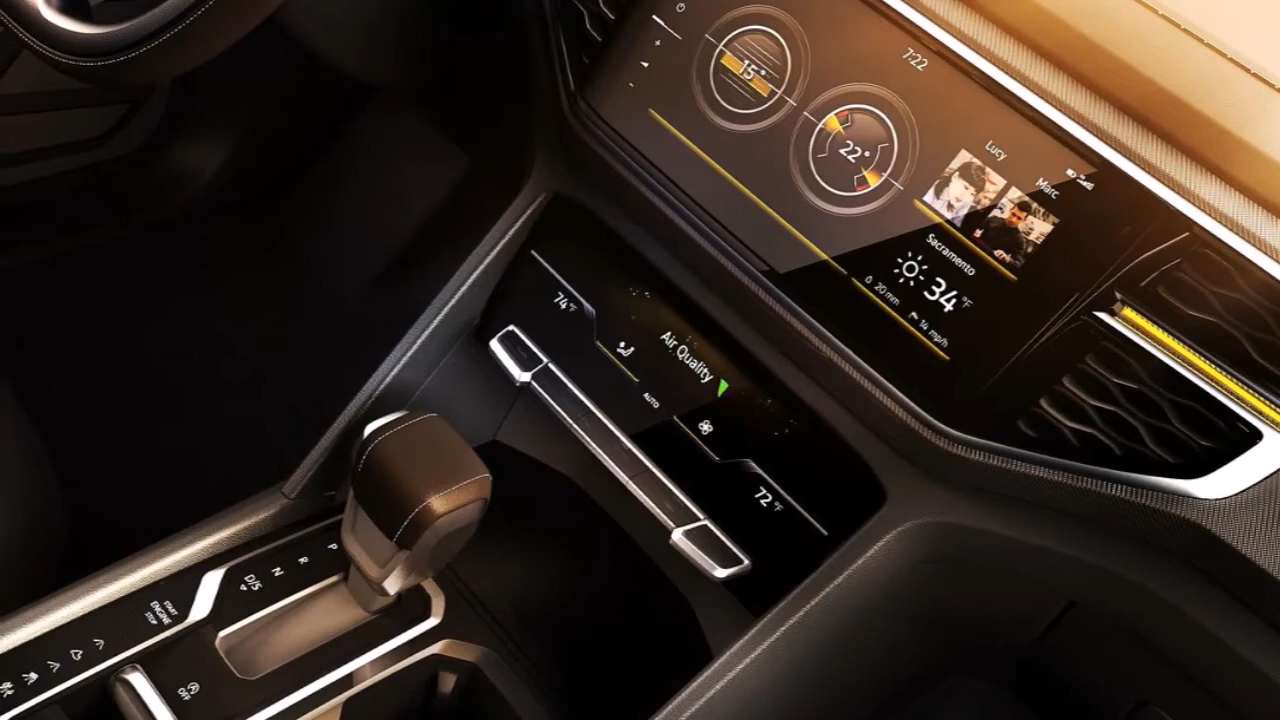 7:22
15°
22°
Lucy
Marc
Sacramento
34 °F
20 mm
14 mph
74 °F
Air Quality
AUTO
72 °F
P
R
N
D/S
START
ENGINE
STOP
A
OFF